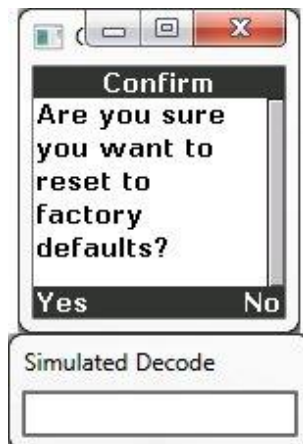 Confirm
Are you sure
you want to
reset to
factory
defaults?
Yes No
Simulated Decode